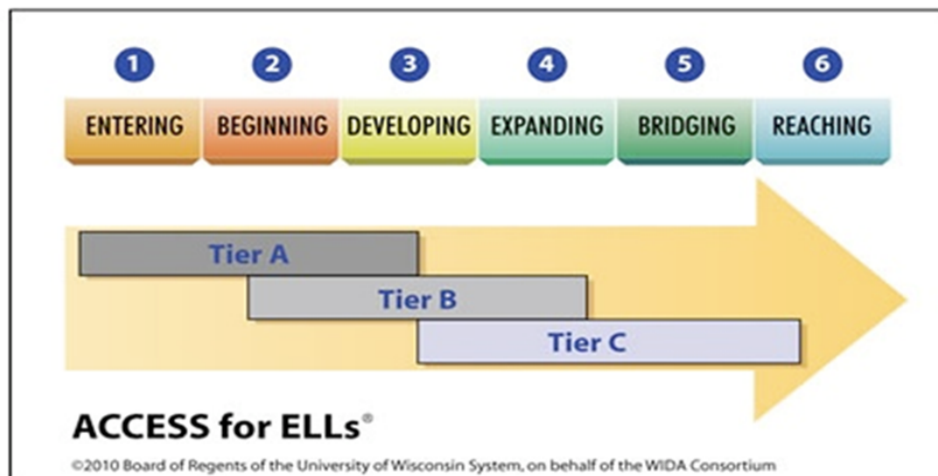 1 2 3 4 5 6
ENTERING BEGINNING DEVELOPING EXPANDING BRIDGING REACHING
Tier A
Tier B
Tier C
ACCESS for ELLs®
©2010 Board of Regents of the University of Wisconsin System, on behalf of the WIDA Consortium